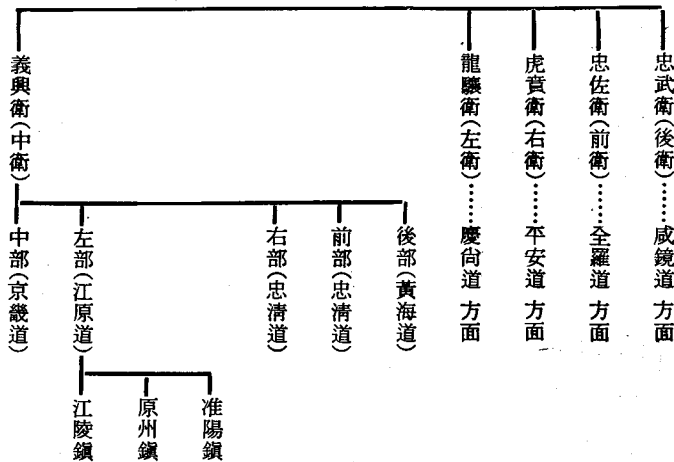 義興衛(中衛)
中部(京畿道)
左部(江原道)
江陵鎭
原州鎭
准陽鎭
右部(忠淸道)
前部(忠淸道)
後部(黃海道)
龍驤衛(左衛)……慶尙道 方面
虎賁衛(右衛)……平安道 方面
忠佐衛(前衛)……全羅道 方面
忠武衛(後衛)……咸鏡道 方面